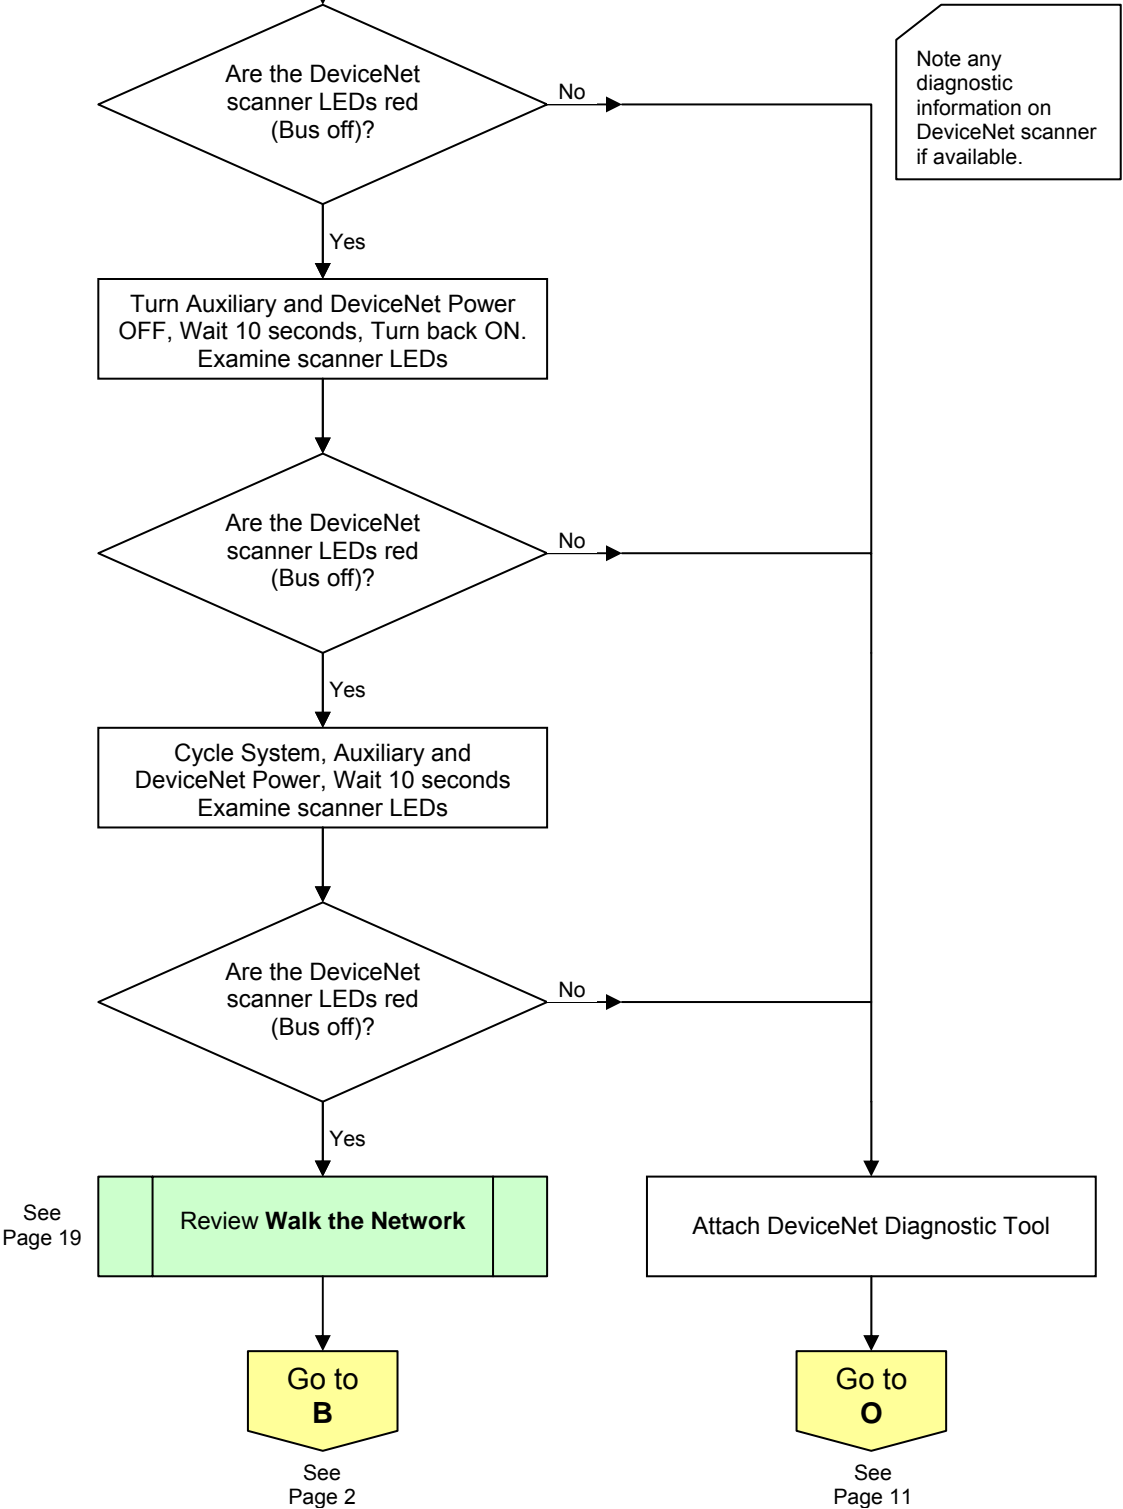 Are the DeviceNet
scanner LEDs red
(Bus off)?
No
Note any
diagnostic
information on
DeviceNet scanner
if available.
Yes
Turn Auxiliary and DeviceNet Power
OFF, Wait 10 seconds, Turn back ON.
Examine scanner LEDs
Are the DeviceNet
scanner LEDs red
(Bus off)?
No
Yes
Cycle System, Auxiliary and
DeviceNet Power, Wait 10 seconds
Examine scanner LEDs
Are the DeviceNet
scanner LEDs red
(Bus off)?
No
Yes
See
Page 19
Review Walk the Network
Attach DeviceNet Diagnostic Tool
Go to
B
See
Page 2
Go to
O
See
Page 11